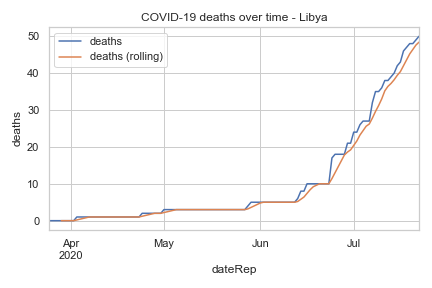 COVID-19 deaths over time - Libya
deaths
deaths (rolling)
50
40
30
20
10
0
deaths
Apr
2020
May
Jun
Jul
dateRep